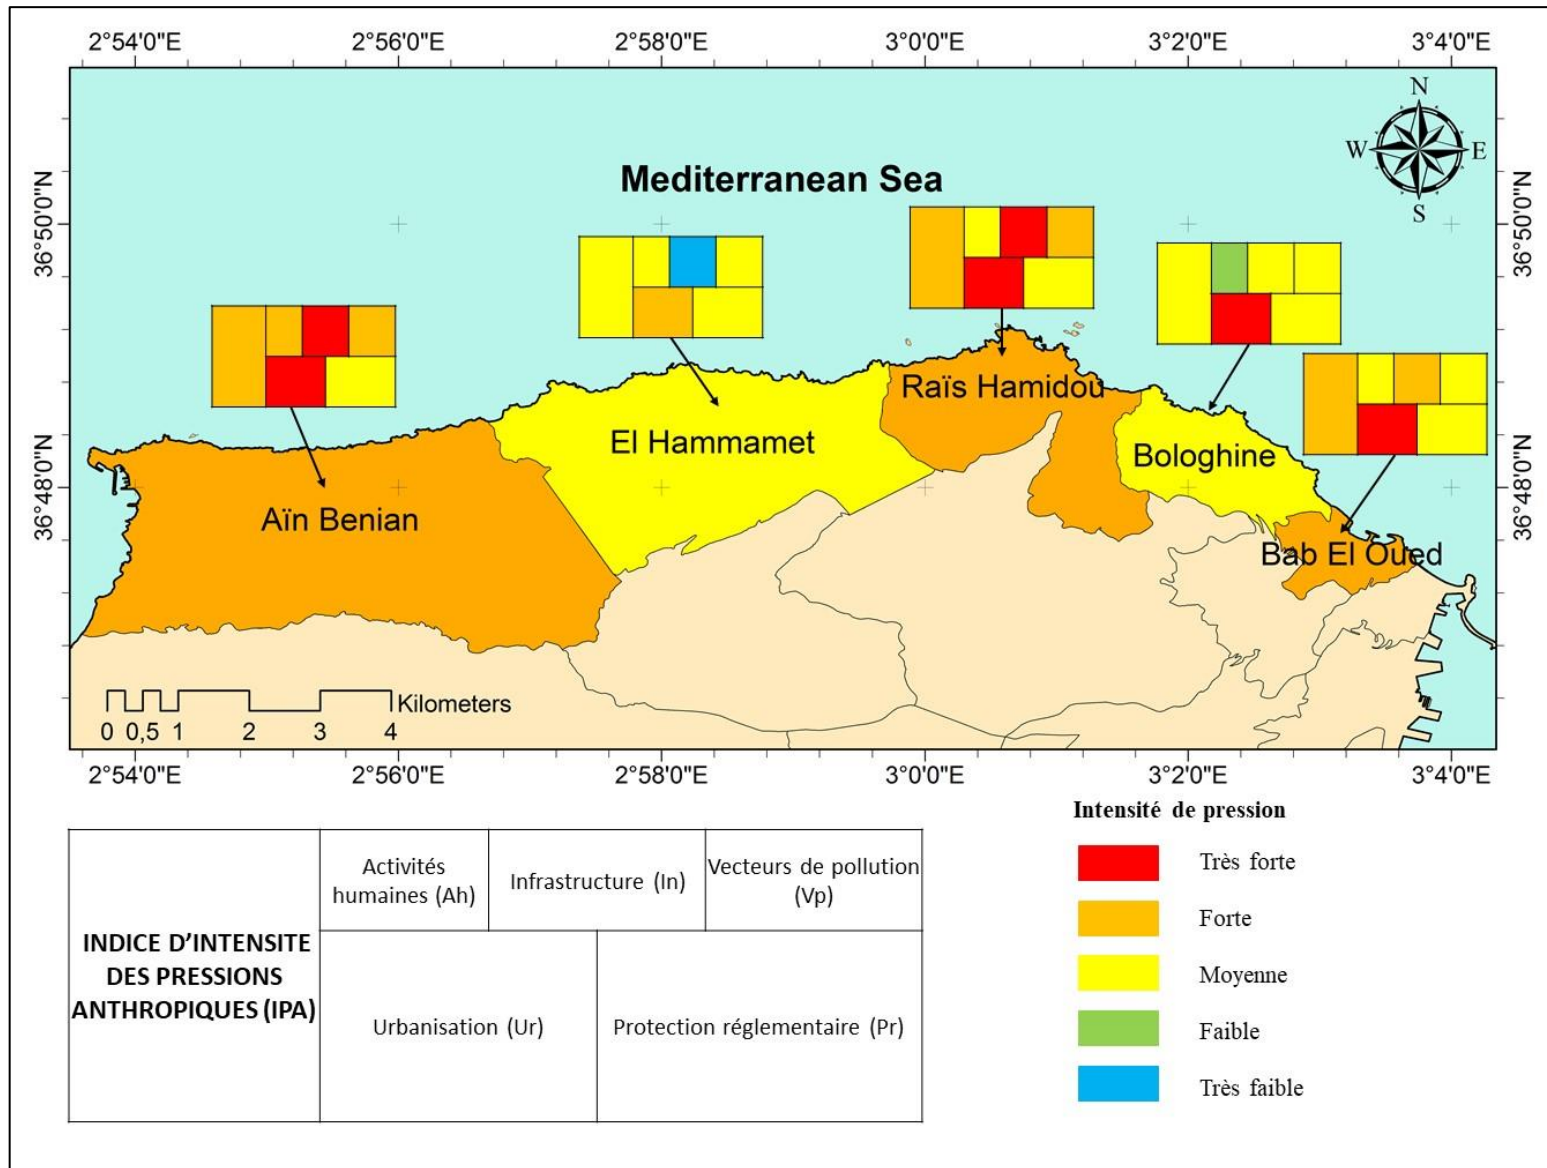 2°54'0"E 2°56'0"E 2°58'0"E 3°0'0"E 3°2'0"E 3°4'0"E
N
W E
S
Mediterranean Sea
36°50'0"N 36°50'0"N
Raïs Hamidou
El Hammamet
Bologhine
36°48'0"N 36°48'0"N
Aïn Benian
Bab El Oued
Kilometers
0 0,5 1 2 3 4
2°54'0"E 2°56'0"E 2°58'0"E 3°0'0"E 3°2'0"E 3°4'0"E
INDICE D'INTENSITE
DES PRESSIONS
ANTHROPIQUES (IPA)
Activités
humaines (Ah)
Infrastructure (In)
Vecteurs de pollution
(Vp)
Urbanisation (Ur)
Protection réglementaire (Pr)
Intensité de pression
Très forte
Forte
Moyenne
Faible
Très faible